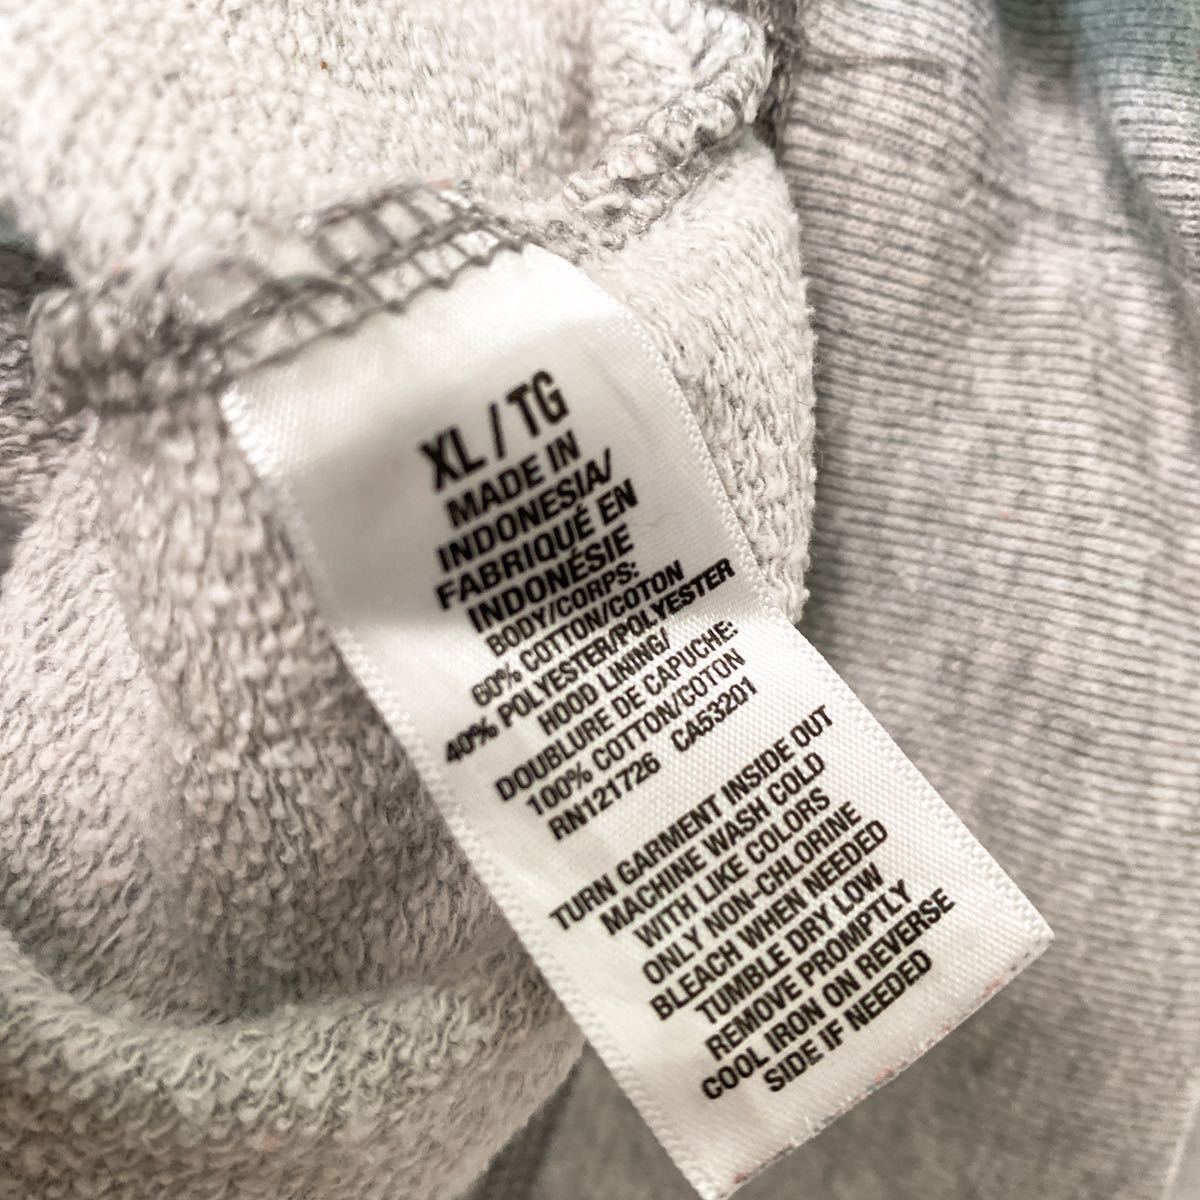 XL / TG
MADE IN
INDONESIA/
FABRIQUÉ EN
INDONÉSIE
BODY/CORPS:
60% COTTON/COTON
40% POLYESTER/POLYESTER
HOOD LINING/
DOUBLURE DE CAPUCHE:
100% COTTON/COTON
RN121726 CA53201
TURN GARMENT INSIDE OUT
MACHINE WASH COLD
WITH LIKE COLORS
ONLY NON-CHLORINE
BLEACH WHEN NEEDED
TUMBLE DRY LOW
REMOVE PROMPTLY
COOL IRON ON REVERSE
SIDE IF NEEDED